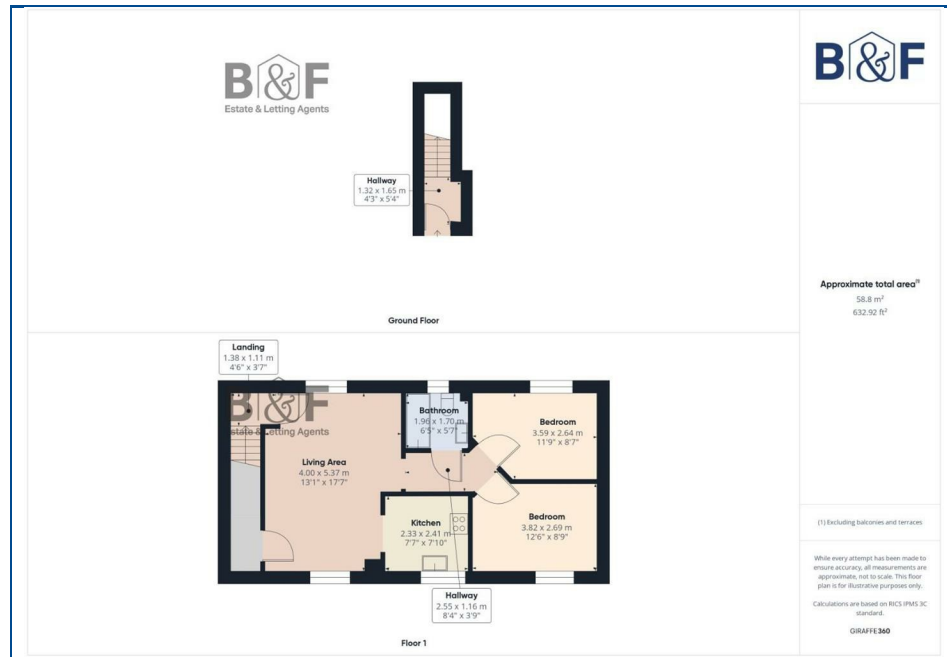 B&F
Estate & Letting Agents
Hallway
1.32 x 1.65 m
4'3" x 5'4"
Ground Floor
Landing
1.38 x 1.11 m
4'6" x 3'7"
B&F
Estate & Letting Agents
Bathroom
1.96 x 1.70 m
6'5" x 5'7"
Bedroom
3.59 x 2.64 m
11'9" x 8'7"
Living Area
4.00 x 5.37 m
13'1" x 17'7"
Kitchen
2.33 x 2.41 m
7'7" x 7'10"
Bedroom
3.82 x 2.69 m
12'6" x 8'9"
Hallway
2.55 x 1.16 m
8'4" x 3'9"
Floor 1
B&F
Approximate total area⁽¹⁾
58.8 m²
632.92 ft²
(1) Excluding balconies and terraces
While every attempt has been made to
ensure accuracy, all measurements are
approximate, not to scale. This floor
plan is for illustrative purposes only.
Calculations are based on RICS IPMS 3C
standard.
GIRAFFE360